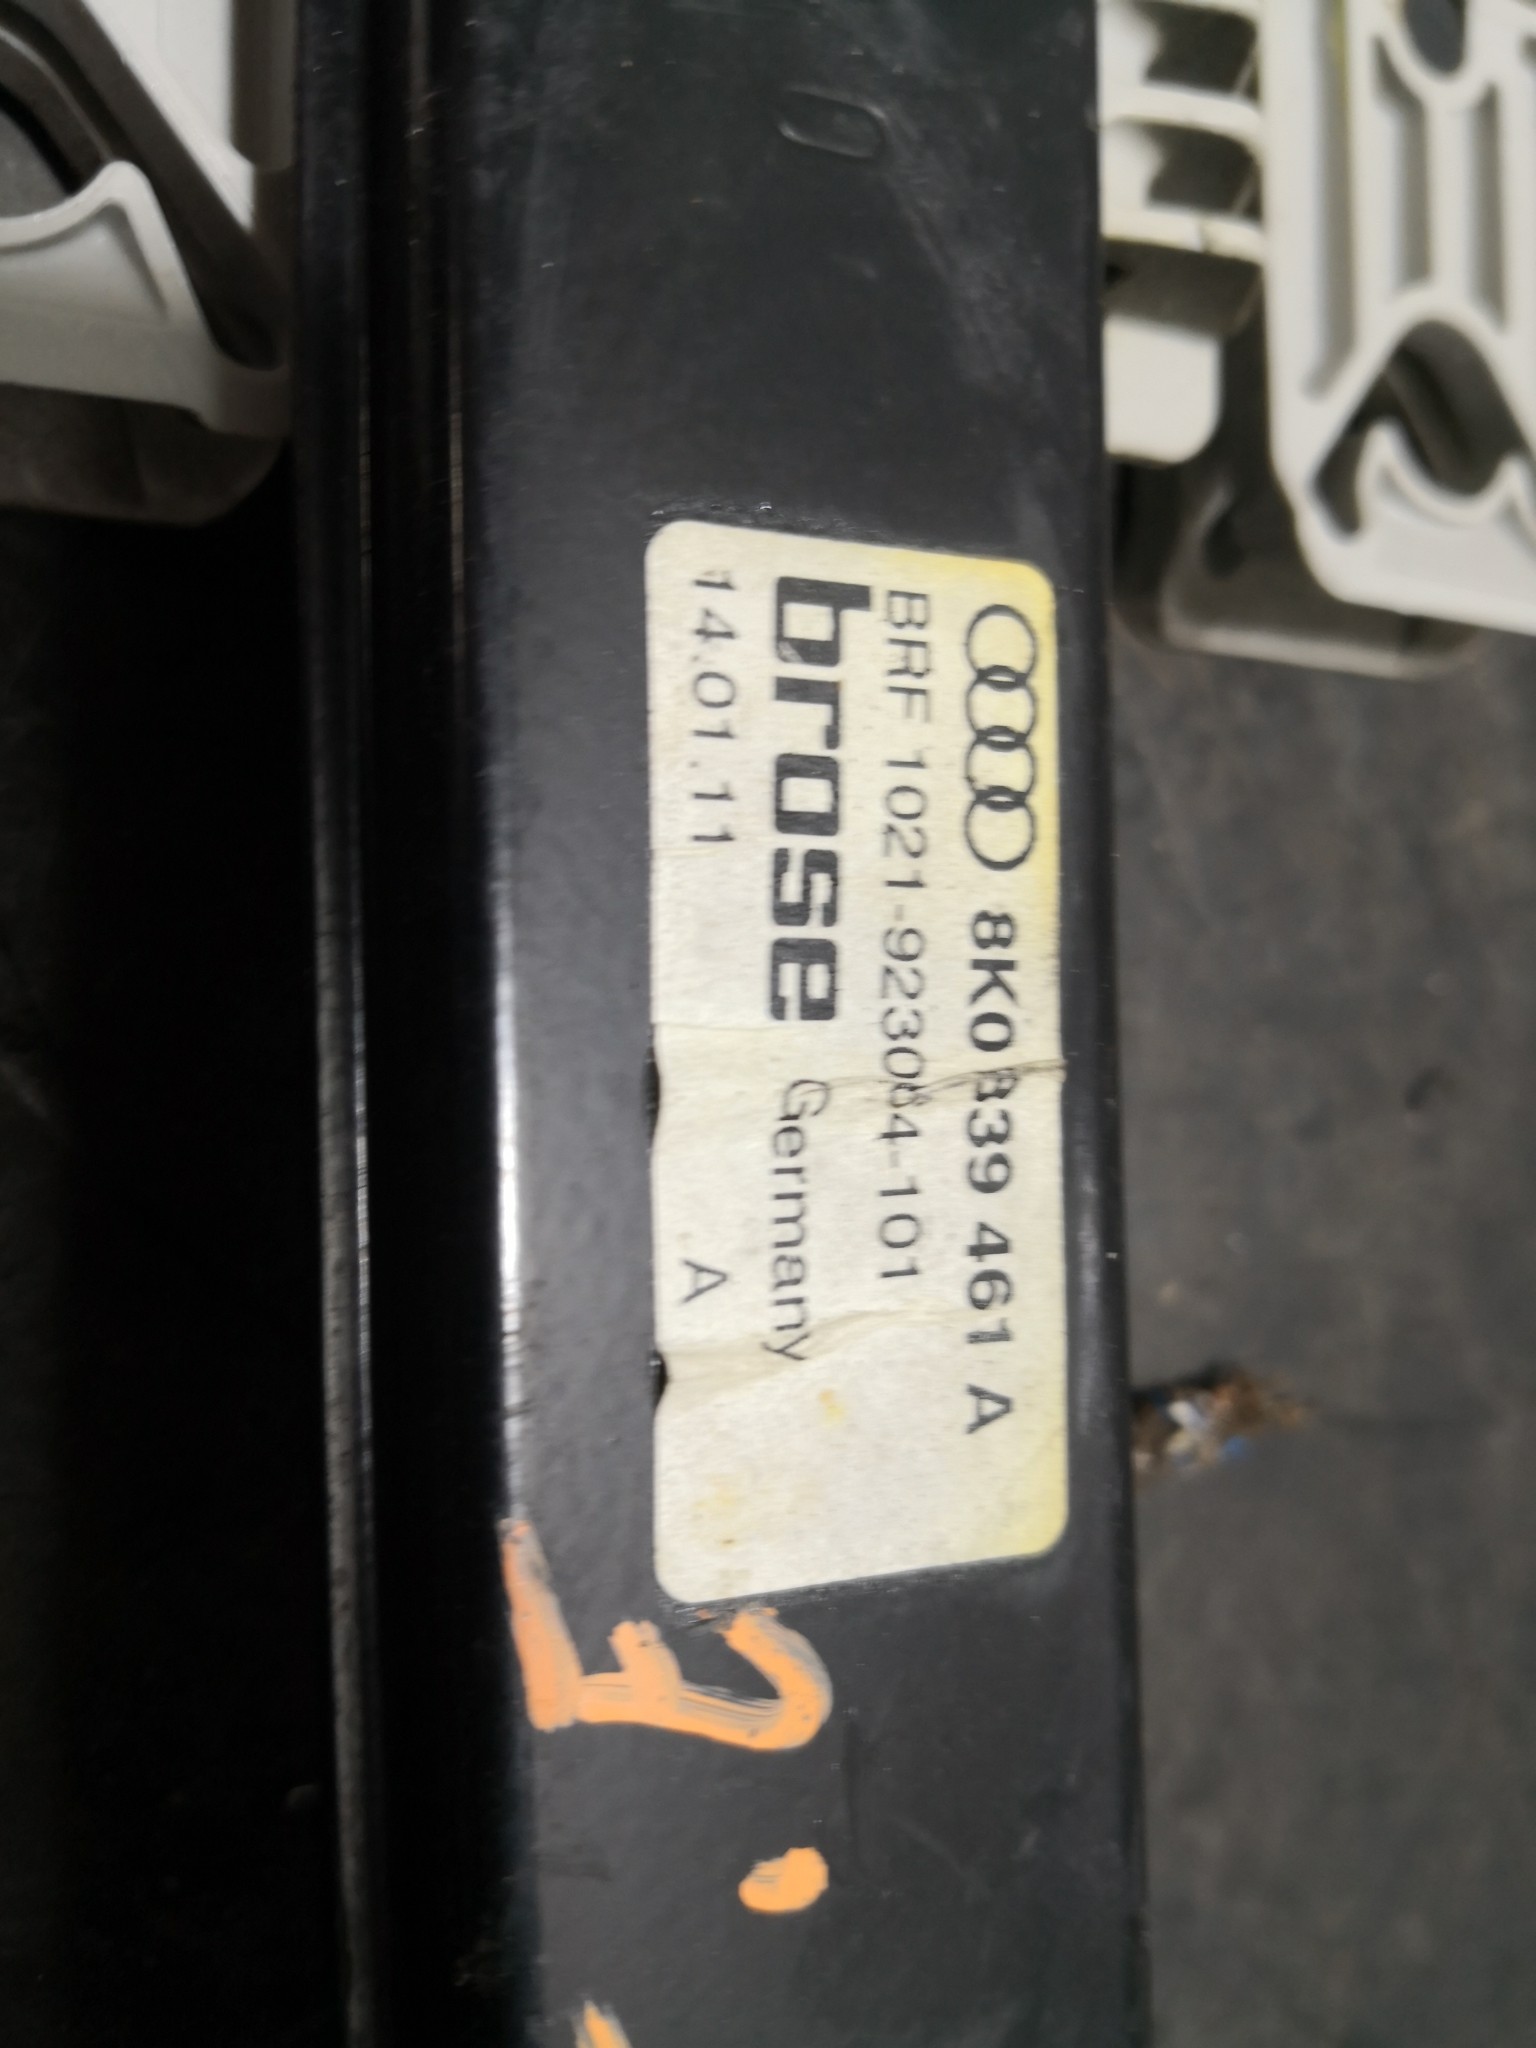 8K0 839 461 A
BRF 1021-923084-101
brose Germany
14.01.11 A